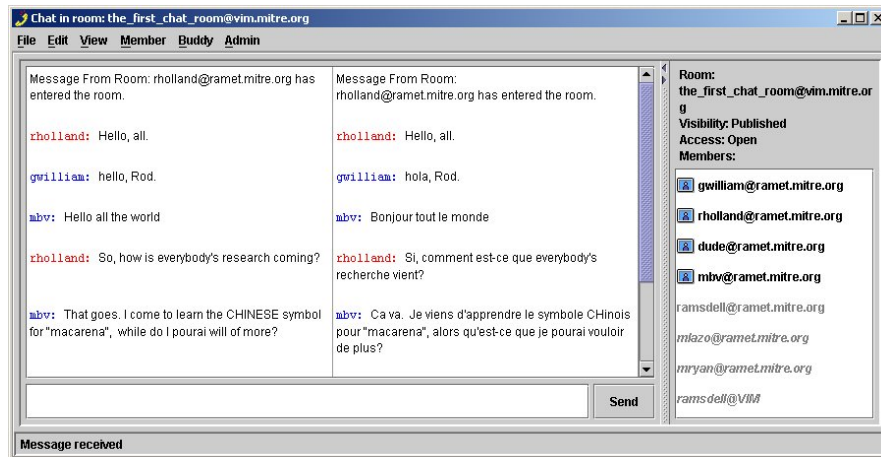 Chat in room: the_first_chat_room@vim.mitre.org
File Edit View Member Buddy Admin
Message From Room: rholland@ramet.mitre.org has
entered the room.
rholland: Hello, all.
gwilliam: hello, Rod.
mbv: Hello all the world
rholland: So, how is everybody's research coming?
mbv: That goes. I come to learn the CHINESE symbol
for "macarena", while do I pourai will of more?
Message From Room:
rholland@ramet.mitre.org has entered the room.
rholland: Hello, all.
gwilliam: hola, Rod.
mbv: Bonjour tout le monde
rholland: Si, comment est-ce que everybody's
recherche vient?
mbv: Ca va. Je viens d'apprendre le symbole CHinois
pour "macarena", alors qu'est-ce que je pourai vouloir
de plus?
Send
Room:
the_first_chat_room@vim.mitre.or
g
Visibility: Published
Access: Open
Members:
gwilliam@ramet.mitre.org
rholland@ramet.mitre.org
dude@ramet.mitre.org
mbv@ramet.mitre.org
ramsdell@ramet.mitre.org
mlazo@ramet.mitre.org
mryan@ramet.mitre.org
ramsdell@VIM
Message received